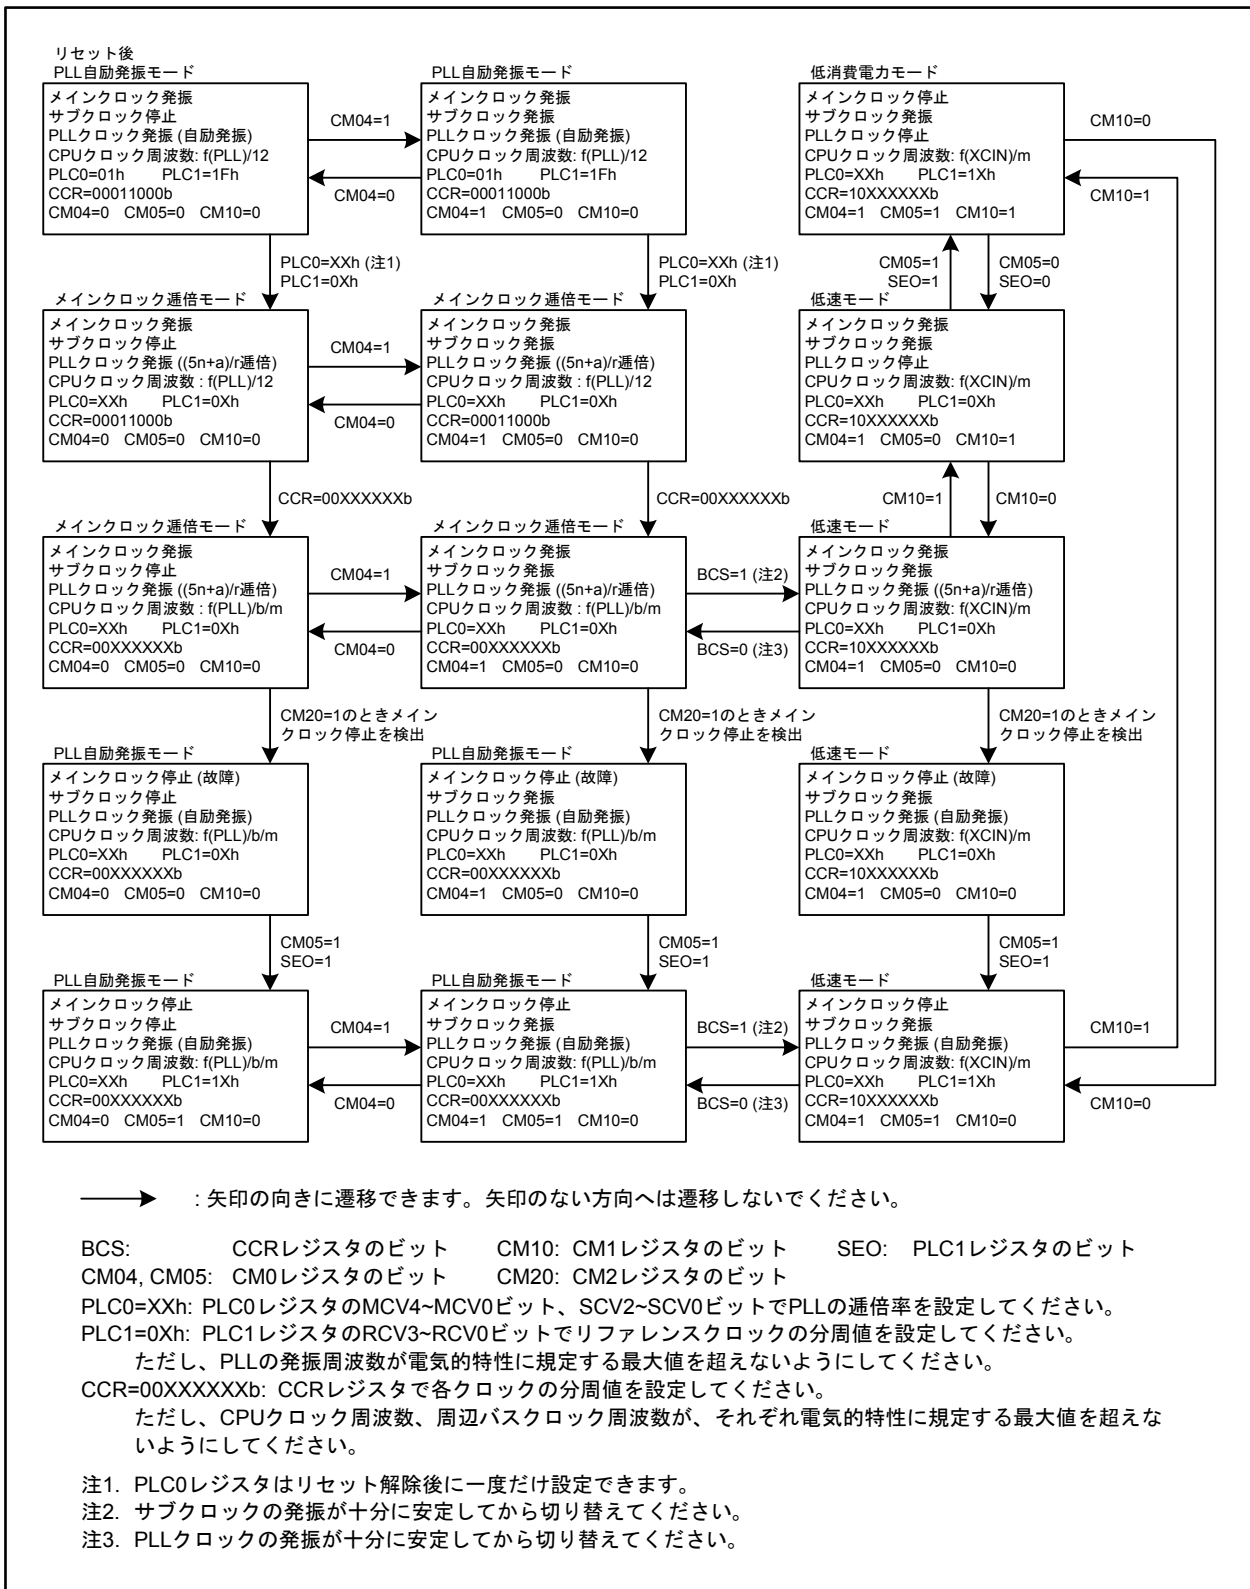 リセット後
PLL自励発振モード
メインクロック発振
サブクロック停止
PLLクロック発振 (自励発振)
CPUクロック周波数: f(PLL)/12
PLC0=01h PLC1=1Fh
CCR=00011000b
CM04=0 CM05=0 CM10=0
CM04=1
CM04=0
PLL自励発振モード
メインクロック発振
サブクロック発振
PLLクロック発振 (自励発振)
CPUクロック周波数: f(PLL)/12
PLC0=01h PLC1=1Fh
CCR=00011000b
CM04=1 CM05=0 CM10=0
低消費電力モード
メインクロック停止
サブクロック発振
PLLクロック停止
CPUクロック周波数: f(XCIN)/m
PLC0=XXh PLC1=1Xh
CCR=10XXXXXXb
CM04=1 CM05=1 CM10=1
CM10=0
CM10=1
PLC0=XXh (注1)
PLC1=0Xh
PLC0=XXh (注1)
PLC1=0Xh
CM05=1
SEO=1
CM05=0
SEO=0
メインクロック逓倍モード
メインクロック発振
サブクロック停止
PLLクロック発振 ((5n+a)/r逓倍)
CPUクロック周波数 : f(PLL)/12
PLC0=XXh PLC1=0Xh
CCR=00011000b
CM04=0 CM05=0 CM10=0
CM04=1
CM04=0
メインクロック逓倍モード
メインクロック発振
サブクロック発振
PLLクロック発振 ((5n+a)/r逓倍)
CPUクロック周波数 : f(PLL)/12
PLC0=XXh PLC1=0Xh
CCR=00011000b
CM04=1 CM05=0 CM10=0
低速モード
メインクロック発振
サブクロック発振
PLLクロック停止
CPUクロック周波数: f(XCIN)/m
PLC0=XXh PLC1=0Xh
CCR=10XXXXXXb
CM04=1 CM05=0 CM10=1
CCR=00XXXXXXb
CCR=00XXXXXXb
CM10=1
CM10=0
メインクロック逓倍モード
メインクロック発振
サブクロック停止
PLLクロック発振 ((5n+a)/r逓倍)
CPUクロック周波数 : f(PLL)/b/m
PLC0=XXh PLC1=0Xh
CCR=00XXXXXXb
CM04=0 CM05=0 CM10=0
CM04=1
CM04=0
メインクロック逓倍モード
メインクロック発振
サブクロック発振
PLLクロック発振 ((5n+a)/r逓倍)
CPUクロック周波数 : f(PLL)/b/m
PLC0=XXh PLC1=0Xh
CCR=00XXXXXXb
CM04=1 CM05=0 CM10=0
BCS=1 (注2)
BCS=0 (注3)
低速モード
メインクロック発振
サブクロック発振
PLLクロック発振 ((5n+a)/r逓倍)
CPUクロック周波数: f(XCIN)/m
PLC0=XXh PLC1=0Xh
CCR=10XXXXXXb
CM04=1 CM05=0 CM10=0
CM20=1のときメイン
クロック停止を検出
CM20=1のときメイン
クロック停止を検出
CM20=1のときメイン
クロック停止を検出
PLL自励発振モード
メインクロック停止 (故障)
サブクロック停止
PLLクロック発振 (自励発振)
CPUクロック周波数: f(PLL)/b/m
PLC0=XXh PLC1=0Xh
CCR=00XXXXXXb
CM04=0 CM05=0 CM10=0
PLL自励発振モード
メインクロック停止 (故障)
サブクロック発振
PLLクロック発振 (自励発振)
CPUクロック周波数: f(PLL)/b/m
PLC0=XXh PLC1=0Xh
CCR=00XXXXXXb
CM04=1 CM05=0 CM10=0
低速モード
メインクロック停止 (故障)
サブクロック発振
PLLクロック発振 (自励発振)
CPUクロック周波数: f(XCIN)/m
PLC0=XXh PLC1=0Xh
CCR=10XXXXXXb
CM04=1 CM05=0 CM10=0
CM05=1
SEO=1
CM05=1
SEO=1
CM05=1
SEO=1
PLL自励発振モード
メインクロック停止
サブクロック停止
PLLクロック発振 (自励発振)
CPUクロック周波数: f(PLL)/b/m
PLC0=XXh PLC1=1Xh
CCR=00XXXXXXb
CM04=0 CM05=1 CM10=0
CM04=1
CM04=0
PLL自励発振モード
メインクロック停止
サブクロック発振
PLLクロック発振 (自励発振)
CPUクロック周波数: f(PLL)/b/m
PLC0=XXh PLC1=1Xh
CCR=00XXXXXXb
CM04=1 CM05=1 CM10=0
BCS=1 (注2)
BCS=0 (注3)
低速モード
メインクロック停止
サブクロック発振
PLLクロック発振 (自励発振)
CPUクロック周波数: f(XCIN)/m
PLC0=XXh PLC1=1Xh
CCR=10XXXXXXb
CM04=1 CM05=1 CM10=0
CM10=1
CM10=0
: 矢印の向きに遷移できます。矢印のない方向へは遷移しないでください。
BCS: CCRレジスタのビット CM10: CM1レジスタのビット SEO: PLC1レジスタのビット
CM04, CM05: CM0レジスタのビット CM20: CM2レジスタのビット
PLC0=XXh: PLC0レジスタのMCV4~MCV0ビット、SCV2~SCV0ビットでPLLの逓倍率を設定してください。
PLC1=0Xh: PLC1レジスタのRCV3~RCV0ビットでリファレンスクロックの分周値を設定してください。
ただし、PLLの発振周波数が電気的特性に規定する最大値を超えないようにしてください。
CCR=00XXXXXXb: CCRレジスタで各クロックの分周値を設定してください。
ただし、CPUクロック周波数、周辺バスクロック周波数が、それぞれ電気的特性に規定する最大値を超えな
いようにしてください。
注1. PLC0レジスタはリセット解除後に一度だけ設定できます。
注2. サブクロックの発振が十分に安定してから切り替えてください。
注3. PLLクロックの発振が十分に安定してから切り替えてください。